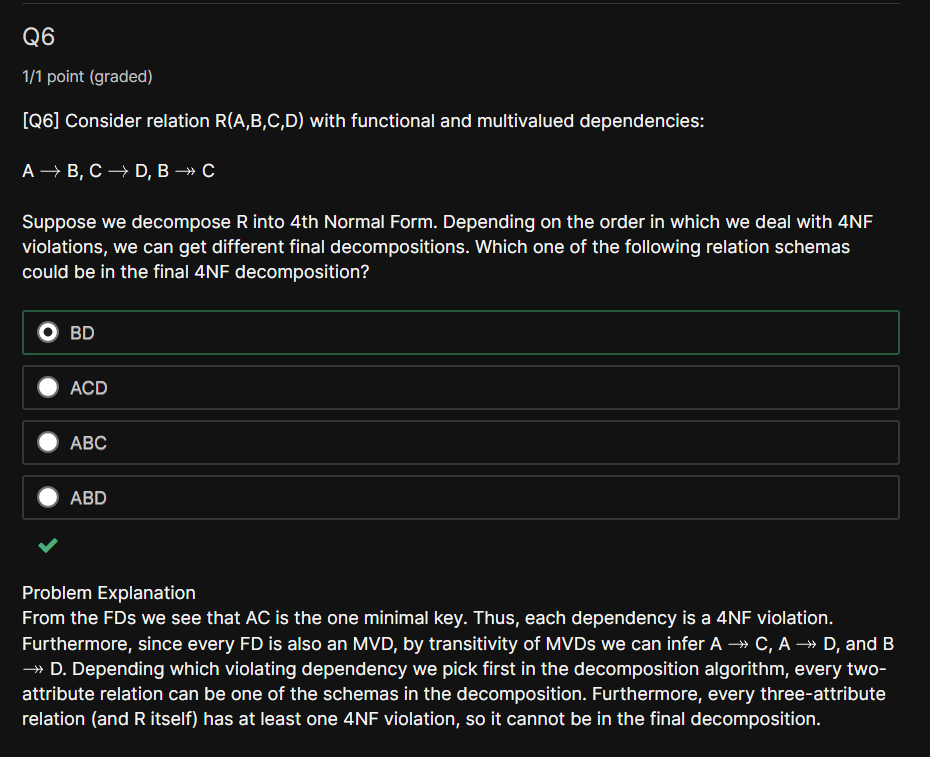 Q6
1/1 point (graded)
[Q6] Consider relation R(A,B,C,D) with functional and multivalued dependencies:
A → B, C → D, B ↠ C
Suppose we decompose R into 4th Normal Form. Depending on the order in which we deal with 4NF
violations, we can get different final decompositions. Which one of the following relation schemas
could be in the final 4NF decomposition?
BD
ACD
ABC
ABD
Problem Explanation
From the FDs we see that AC is the one minimal key. Thus, each dependency is a 4NF violation.
Furthermore, since every FD is also an MVD, by transitivity of MVDs we can infer A ↠ C, A ↠ D, and B
↠ D. Depending which violating dependency we pick first in the decomposition algorithm, every two-
attribute relation can be one of the schemas in the decomposition. Furthermore, every three-attribute
relation (and R itself) has at least one 4NF violation, so it cannot be in the final decomposition.